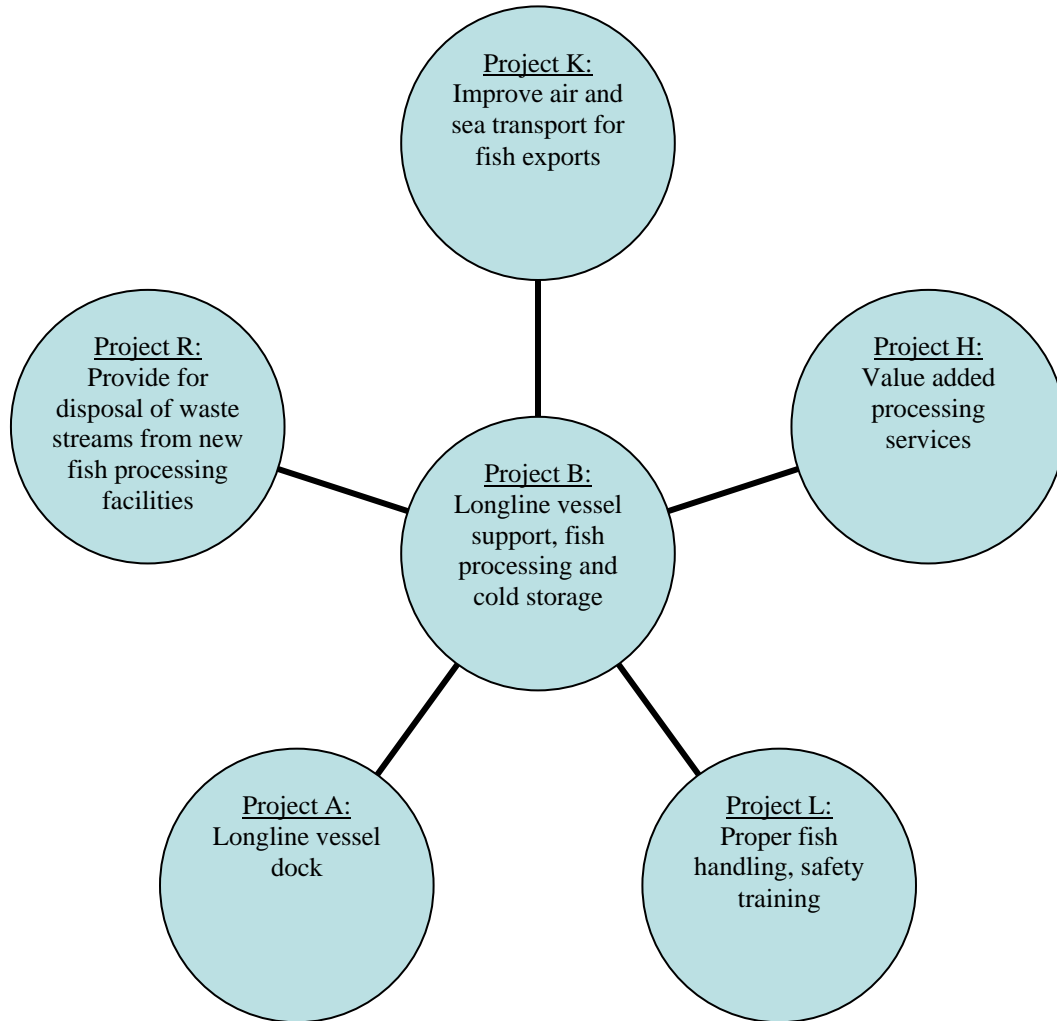 Project K:
Improve air and
sea transport for
fish exports
Project R:
Provide for
disposal of waste
streams from new
fish processing
facilities
Project H:
Value added
processing
services
Project B:
Longline vessel
support, fish
processing and
cold storage
Project A:
Longline vessel
dock
Project L:
Proper fish
handling, safety
training